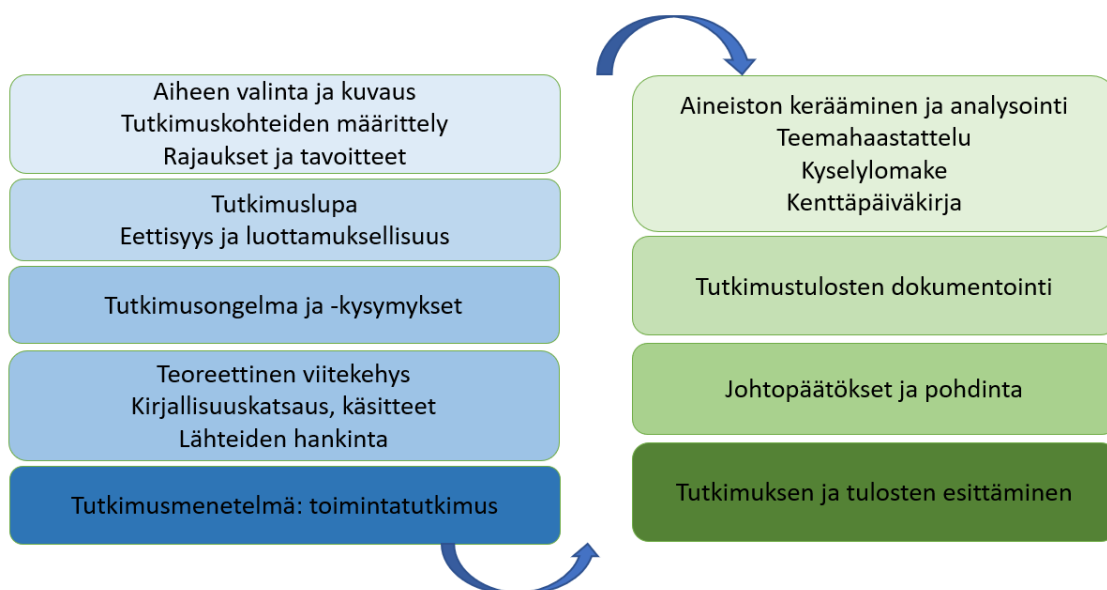 Aiheen valinta ja kuvaus
Tutkimuskohteiden määrittely
Rajaukset ja tavoitteet
Tutkimuslupa
Eettisyys ja luottamuksellisuus
Tutkimusongelma ja -kysymykset
Teoreettinen viitekehys
Kirjallisuuskatsaus, käsitteet
Lähteiden hankinta
Tutkimusmenetelmä: toimintatutkimus
Aineiston kerääminen ja analysointi
Teemahaastattelu
Kyselylomake
Kenttäpäiväkirja
Tutkimustulosten dokumentointi
Johtopäätökset ja pohdinta
Tutkimuksen ja tulosten esittäminen